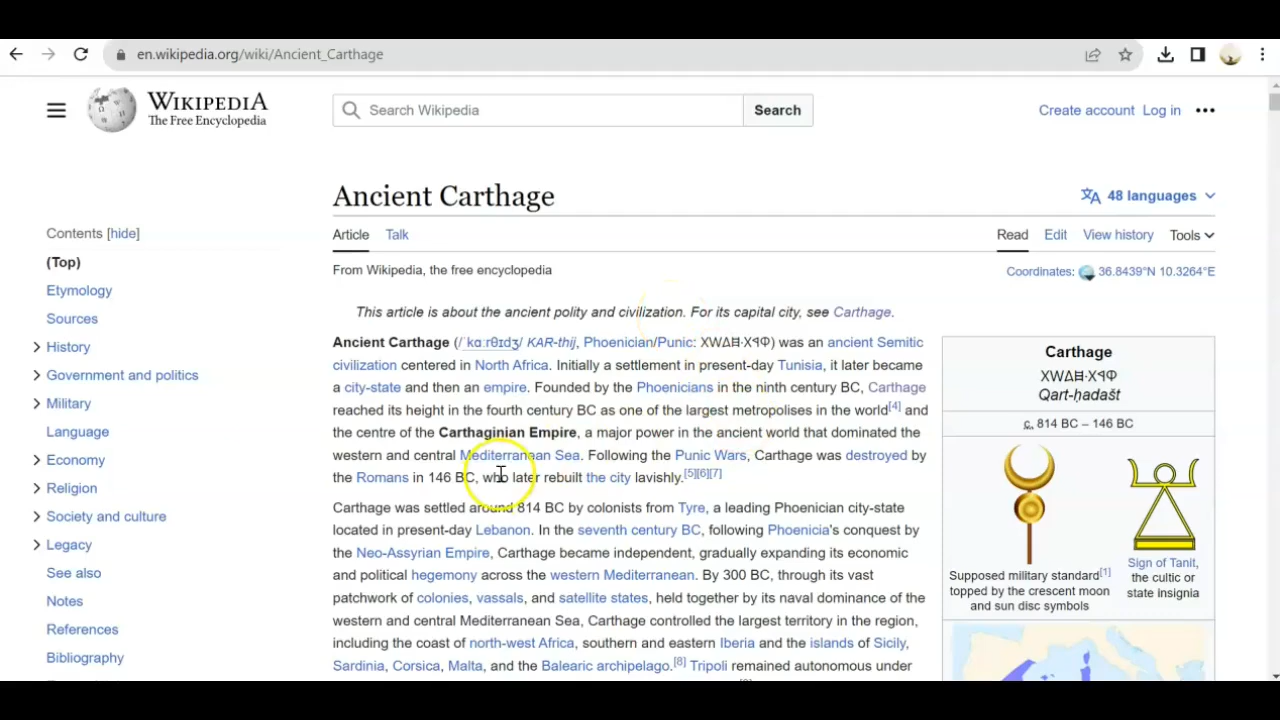 en.wikipedia.org/wiki/Ancient_Carthage
WIKIPEDIA
The Free Encyclopedia
Search Wikipedia
Search
Create account Log in
Ancient Carthage
48 languages
Contents [hide]
(Top)
Etymology
Sources
History
Government and politics
Military
Language
Economy
Religion
Society and culture
Legacy
See also
Notes
References
Bibliography
Article Talk
Read Edit View history Tools
From Wikipedia, the free encyclopedia
Coordinates: 36.8439°N 10.3264°E
This article is about the ancient polity and civilization. For its capital city, see Carthage.
Ancient Carthage (/ˈkɑːrθɪdʒ/ KAR-thij, Phoenician/Punic: ) was an ancient Semitic
civilization centered in North Africa. Initially a settlement in present-day Tunisia, it later became
a city-state and then an empire. Founded by the Phoenicians in the ninth century BC, Carthage
reached its height in the fourth century BC as one of the largest metropolises in the world[4] and
the centre of the Carthaginian Empire, a major power in the ancient world that dominated the
western and central Mediterranean Sea. Following the Punic Wars, Carthage was destroyed by
the Romans in 146 BC, who later rebuilt the city lavishly.[5][6][7]
Carthage was settled around 814 BC by colonists from Tyre, a leading Phoenician city-state
located in present-day Lebanon. In the seventh century BC, following Phoenicia's conquest by
the Neo-Assyrian Empire, Carthage became independent, gradually expanding its economic
and political hegemony across the western Mediterranean. By 300 BC, through its vast
patchwork of colonies, vassals, and satellite states, held together by its naval dominance of the
western and central Mediterranean Sea, Carthage controlled the largest territory in the region,
including the coast of north-west Africa, southern and eastern Iberia and the islands of Sicily,
Sardinia, Corsica, Malta, and the Balearic archipelago.[8] Tripoli remained autonomous under
Carthage
Qart-ḥadašt
c. 814 BC – 146 BC
Supposed military standard[1]
topped by the crescent moon
and sun disc symbols
Sign of Tanit,
the cultic or
state insignia